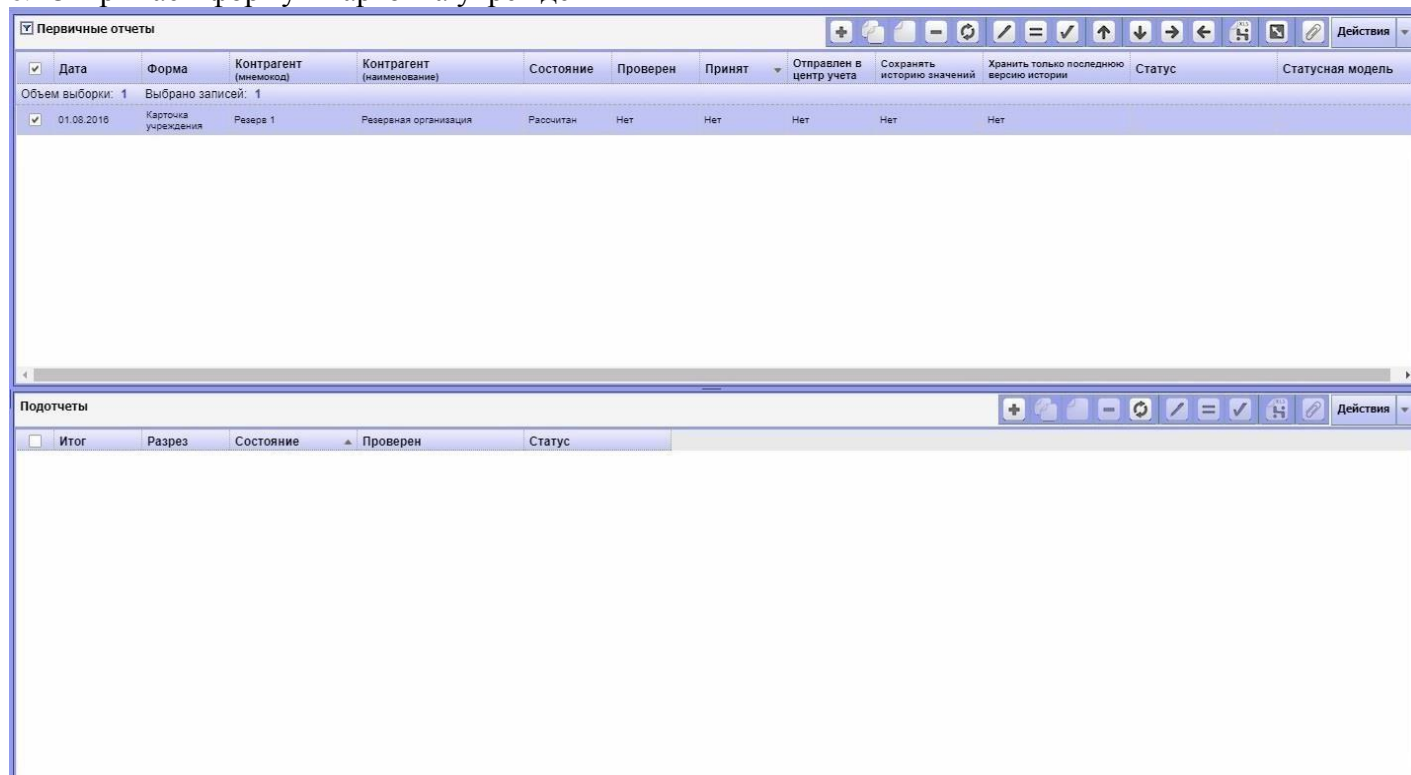 Первичные отчеты
Действия
Дата Форма Контрагент (мнемокод) Контрагент (наименование) Состояние Проверен Принят Отправлен в центр учета Сохранять историю значений Хранить только последнюю версию истории Статус Статусная модель
Объем выборки: 1 Выбрано записей: 1
01.08.2016 Карточка учреждения Резерв 1 Резервная организация Рассчитан Нет Нет Нет Нет Нет
Подотчеты
Действия
Итог Разрез Состояние Проверен Статус